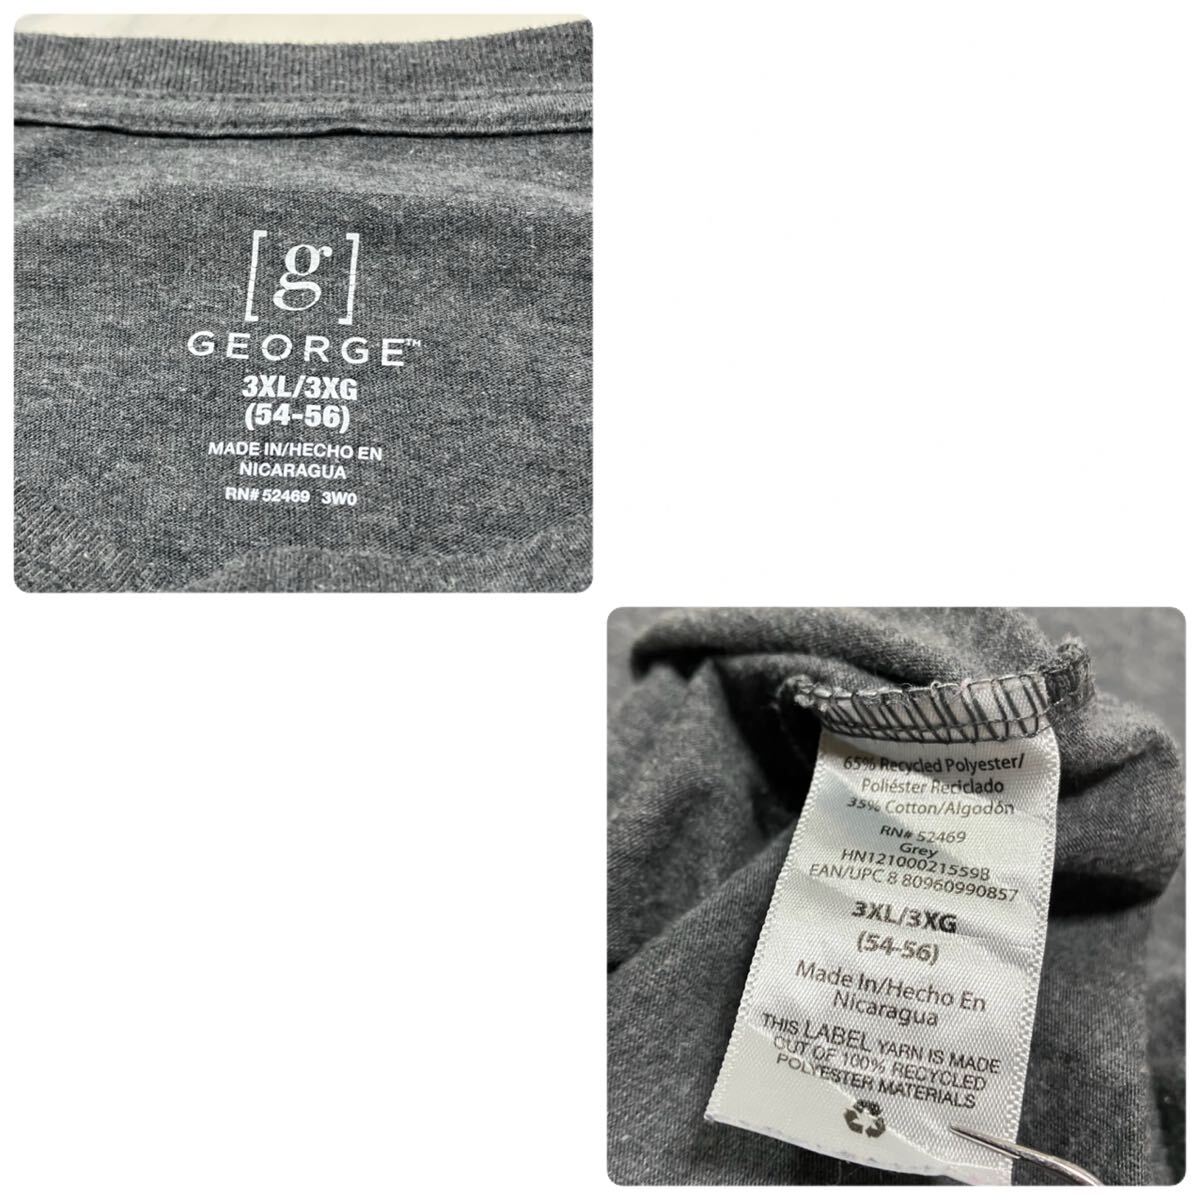 [g]
GEORGE™
3XL/3XG
(54-56)
MADE IN/HECHO EN
NICARAGUA
RN# 52469 3W0
65% Recycled Polyester/
Poliéster Reciclado
35% Cotton/Algodón
RN# 52469
Grey
HN12100021559B
EAN/UPC 8 80960990857
3XL/3XG
(54-56)
Made In/Hecho En
Nicaragua
THIS LABEL YARN IS MADE
OUT OF 100% RECYCLED
POLYESTER MATERIALS